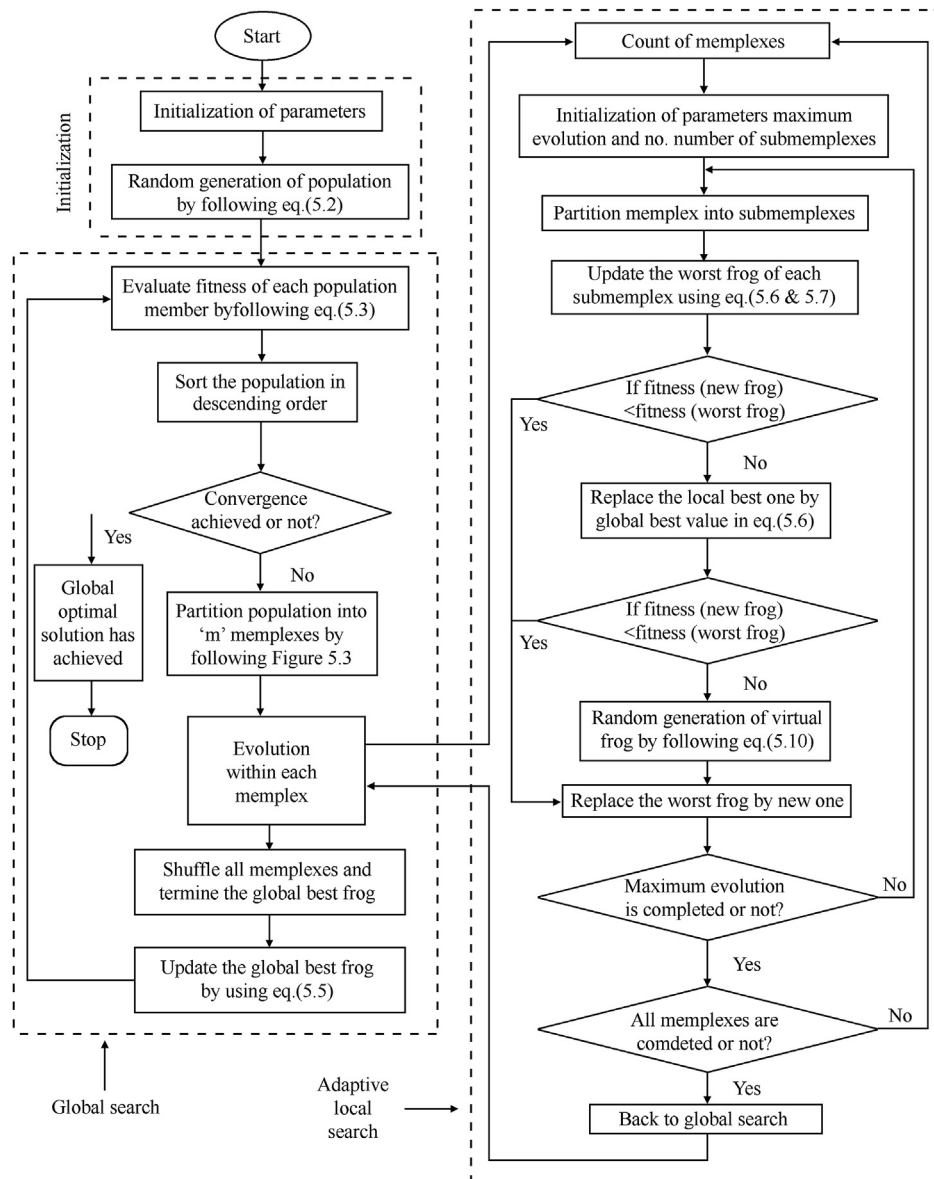 Start
Initialization
Initialization of parameters
Random generation of population
by following eq.(5.2)
Evaluate fitness of each population
member byfollowing eq.(5.3)
Sort the population in
descending order
Convergence
achieved or not?
Yes
No
Global
optimal
solution has
achieved
Stop
Partition population into
‘m’ memplexes by
following Figure 5.3
Evolution
within each
memplex
Shuffle all memplexes and
termine the global best frog
Update the global best frog
by using eq.(5.5)
Global search
Adaptive
local
search
Count of memplexes
Initialization of parameters maximum
evolution and no. number of submemplexes
Partition memplex into submemplexes
Update the worst frog of each
submemplex using eq.(5.6 & 5.7)
If fitness (new frog)
<fitness (worst frog)
Yes
No
Replace the local best one by
global best value in eq.(5.6)
If fitness (new frog)
<fitness (worst frog)
Yes
No
Random generation of virtual
frog by following eq.(5.10)
Replace the worst frog by new one
Maximum evolution
is completed or not?
No
Yes
All memplexes are
comdeted or not?
No
Yes
Back to global search